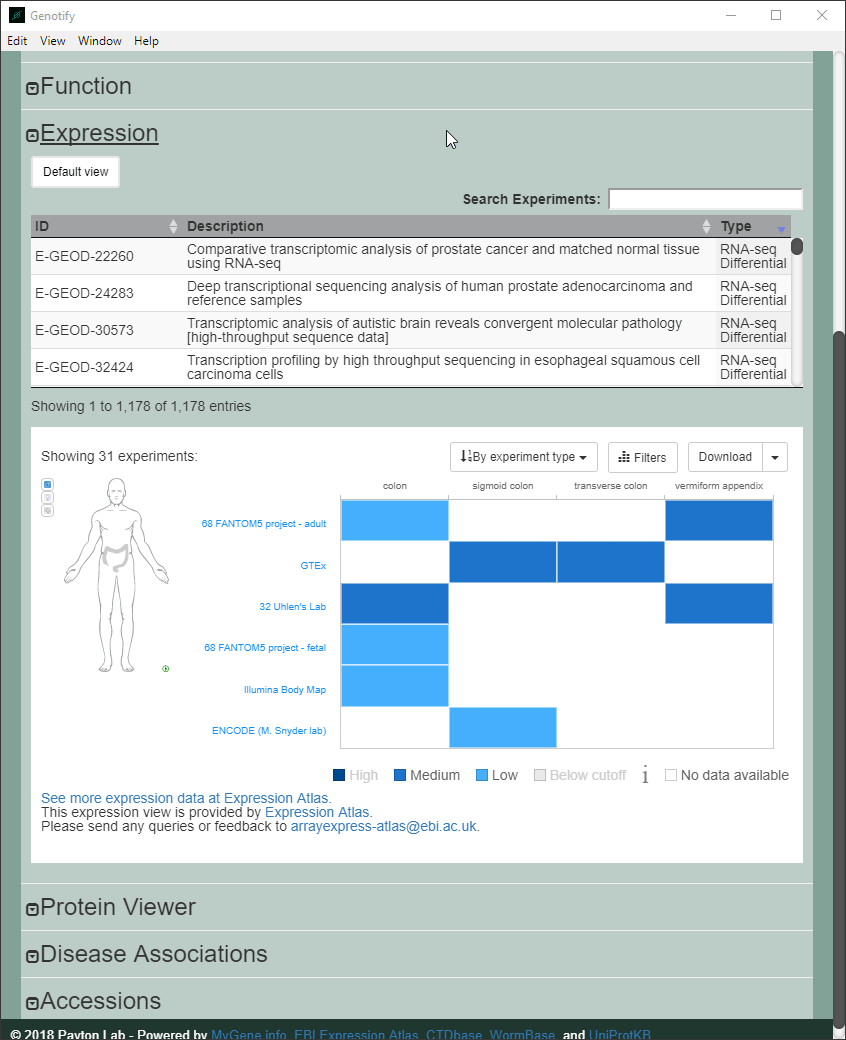 Genotify
Edit View Window Help
Function
Expression
Default view
Search Experiments:
ID Description Type
E-GEOD-22260 Comparative transcriptomic analysis of prostate cancer and matched normal tissue using RNA-seq RNA-seq Differential
E-GEOD-24283 Deep transcriptional sequencing analysis of human prostate adenocarcinoma and reference samples RNA-seq Differential
E-GEOD-30573 Transcriptomic analysis of autistic brain reveals convergent molecular pathology [high-throughput sequence data] RNA-seq Differential
E-GEOD-32424 Transcription profiling by high throughput sequencing in esophageal squamous cell carcinoma cells RNA-seq Differential
Showing 1 to 1,178 of 1,178 entries
Showing 31 experiments: By experiment type Filters Download
colon sigmoid colon transverse colon vermiform appendix
68 FANTOM5 project - adult
GTEx
32 Uhlen's Lab
68 FANTOM5 project - fetal
Illumina Body Map
ENCODE (M. Snyder lab)
High Medium Low Below cutoff i No data available
See more expression data at Expression Atlas.
This expression view is provided by Expression Atlas.
Please send any queries or feedback to arrayexpress-atlas@ebi.ac.uk.
Protein Viewer
Disease Associations
Accessions
© 2018 Payton Lab - Powered by MyGene.info, EBI Expression Atlas, CTDbase, WormBase, and UniProtKB